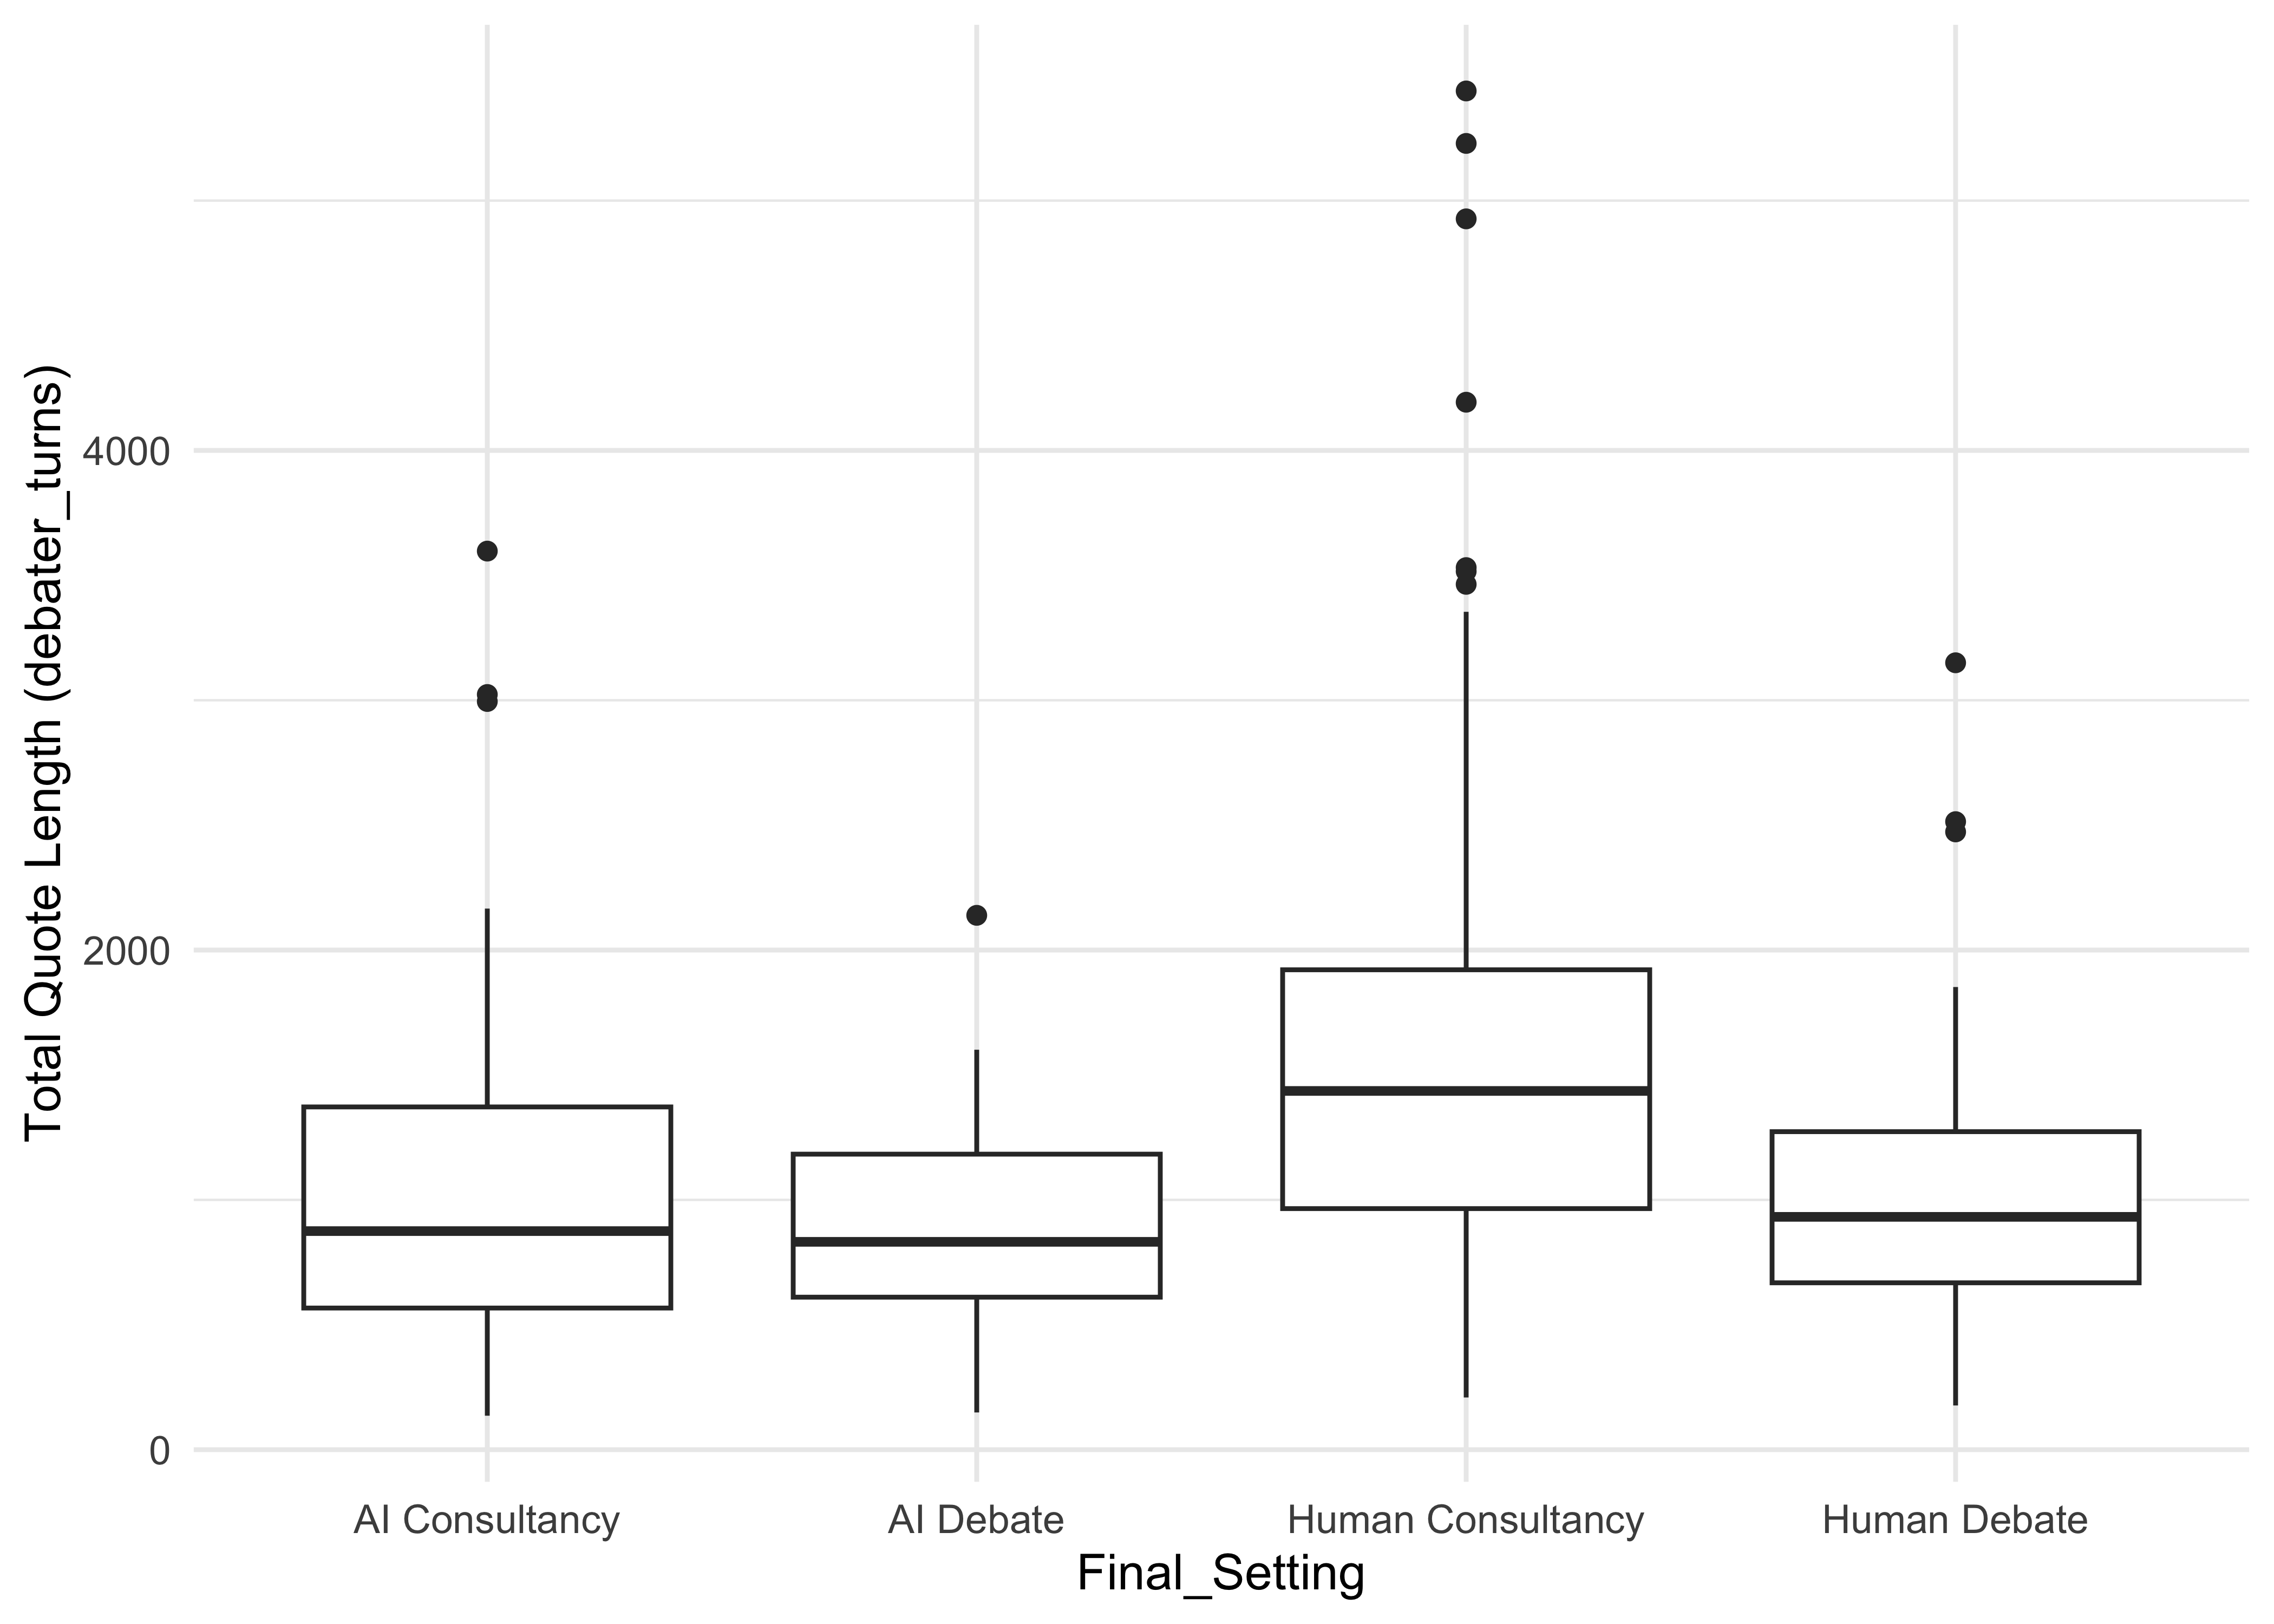 Total Quote Length (debater_turns)
4000
2000
0
AI Consultancy
AI Debate
Human Consultancy
Human Debate
Final_Setting